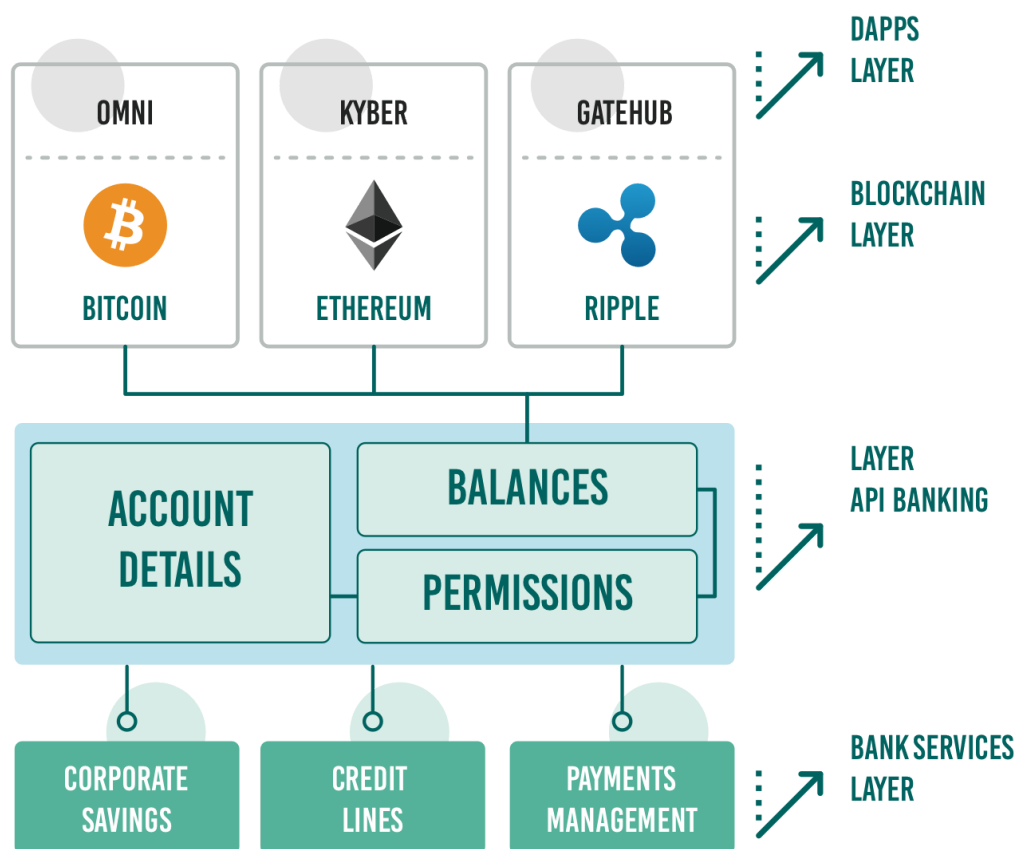 DAPPS
LAYER
OMNI
KYBER
GATEHUB
BLOCKCHAIN
LAYER
BITCOIN
ETHEREUM
RIPPLE
LAYER
API BANKING
ACCOUNT
DETAILS
BALANCES
PERMISSIONS
BANK SERVICES
LAYER
CORPORATE
SAVINGS
CREDIT
LINES
PAYMENTS
MANAGEMENT